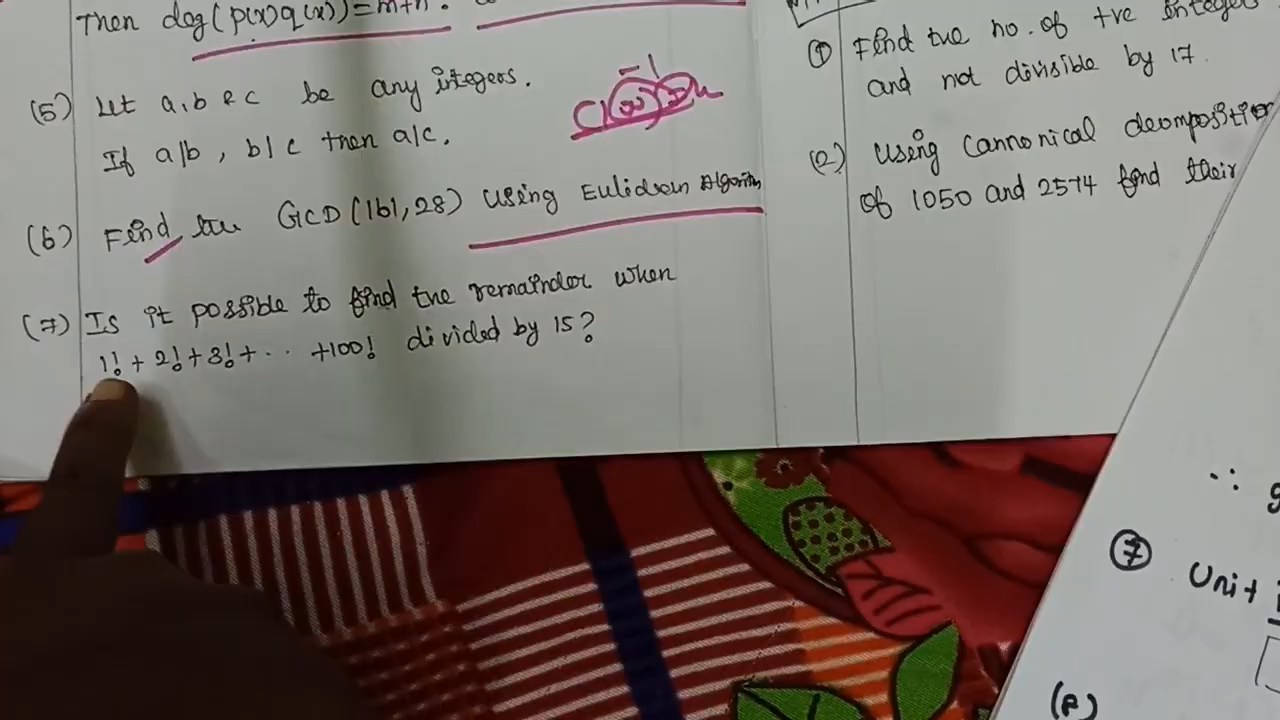 Then deg(p(x)q(x))=m+n.
(5) Let a,b & c be any integers.
If a/b, b/c then a/c.
(6) Find the GCD(161,28) using Eulidean Algorithm
(7) Is it possible to find the remainder when
1!+2!+3!+.. +100! divided by 15?
① Find the no. of +ve integers
and not divisible by 17.
(2) Using Cannonical deompositior
of 1050 and 2574 find their
∴ g
⑦ Unit
(A)